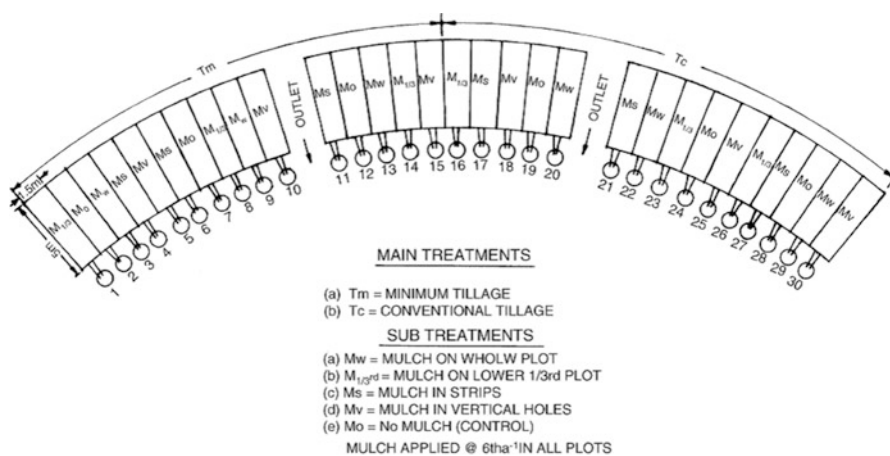 Tm
Tc
1.5m
5m
M1/3 Mo Mw Ms Mv Ms Mo M1/3 Mw Mv
OUTLET
Ms Mo Mw M1/3 Mv M1/3 Ms Mv Mo Mw
OUTLET
Ms Mw M1/3 Mo Mv M1/3 Ms Mo Mw Mv
1 2 3 4 5 6 7 8 9 10
11 12 13 14 15 16 17 18 19 20
21 22 23 24 25 26 27 28 29 30
MAIN TREATMENTS
(a) Tm = MINIMUM TILLAGE
(b) Tc = CONVENTIONAL TILLAGE
SUB TREATMENTS
(a) Mw = MULCH ON WHOLW PLOT
(b) M1/3rd = MULCH ON LOWER 1/3rd PLOT
(c) Ms = MULCH IN STRIPS
(d) Mv = MULCH IN VERTICAL HOLES
(e) Mo = No MULCH (CONTROL)
MULCH APPLIED @ 6tha⁻¹IN ALL PLOTS